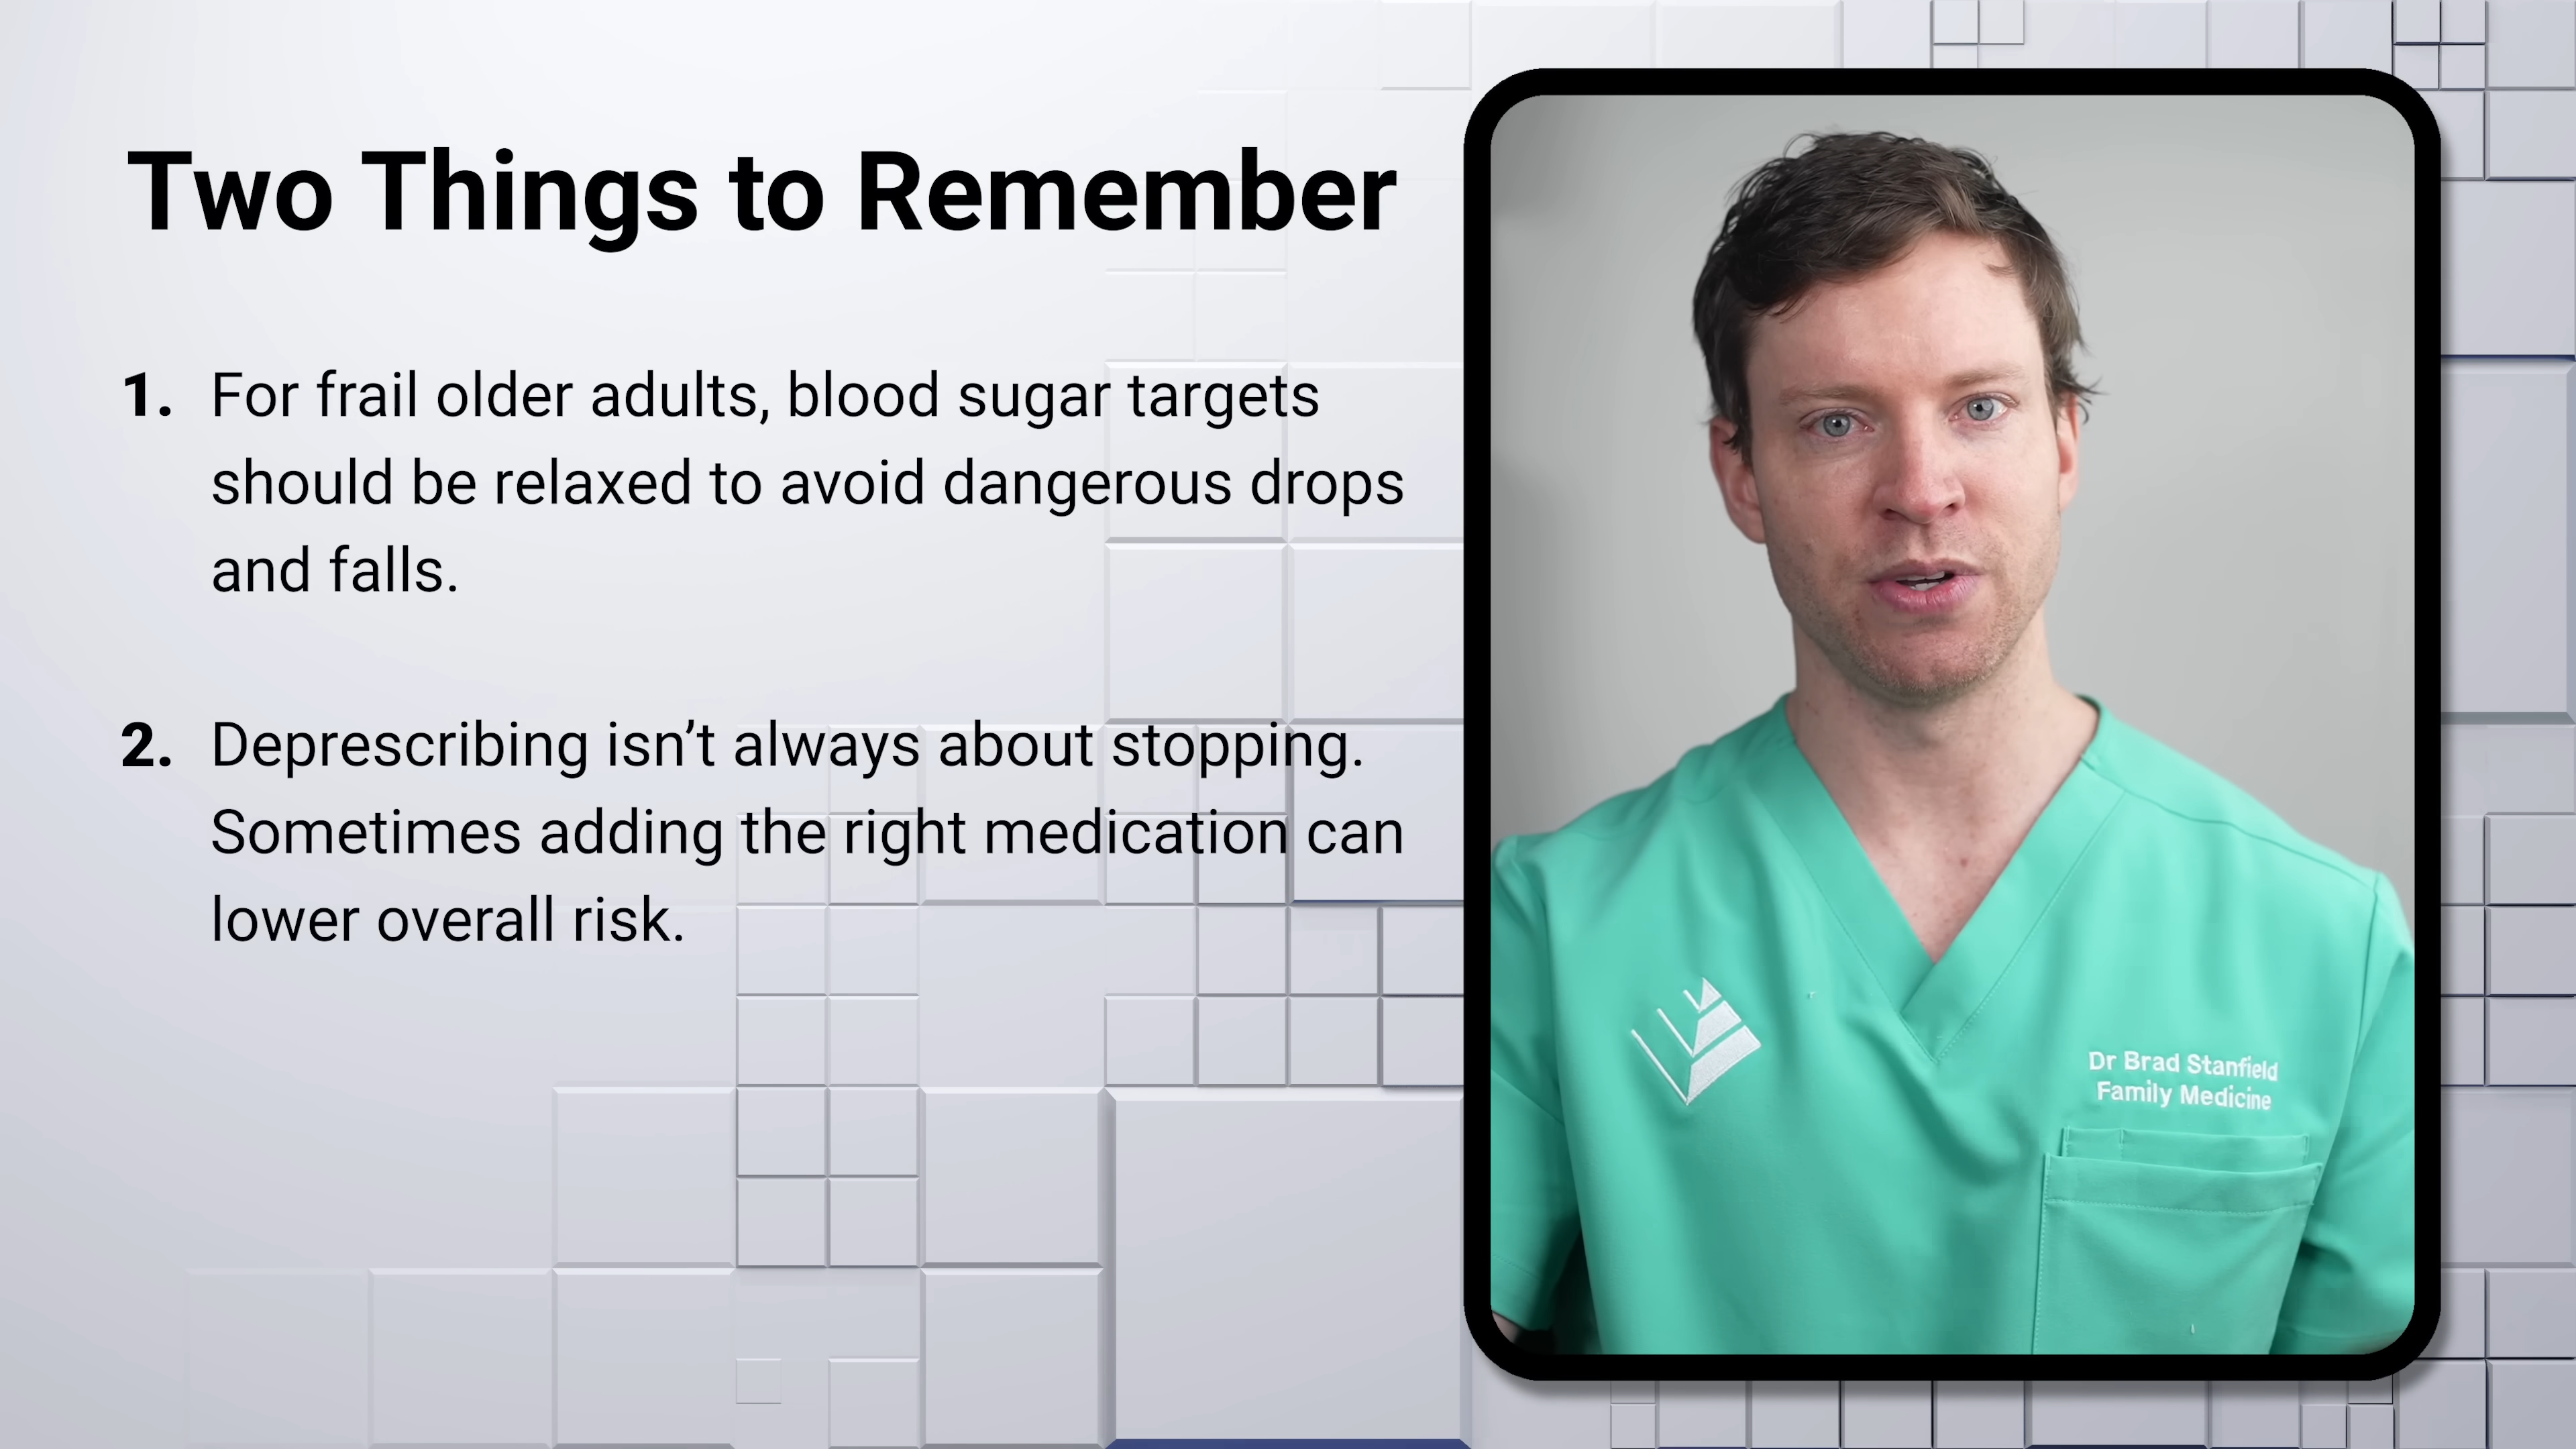 Two Things to Remember
1. For frail older adults, blood sugar targets
should be relaxed to avoid dangerous drops
and falls.
2. Deprescribing isn’t always about stopping.
Sometimes adding the right medication can
lower overall risk.
Dr Brad Stanfield
Family Medicine